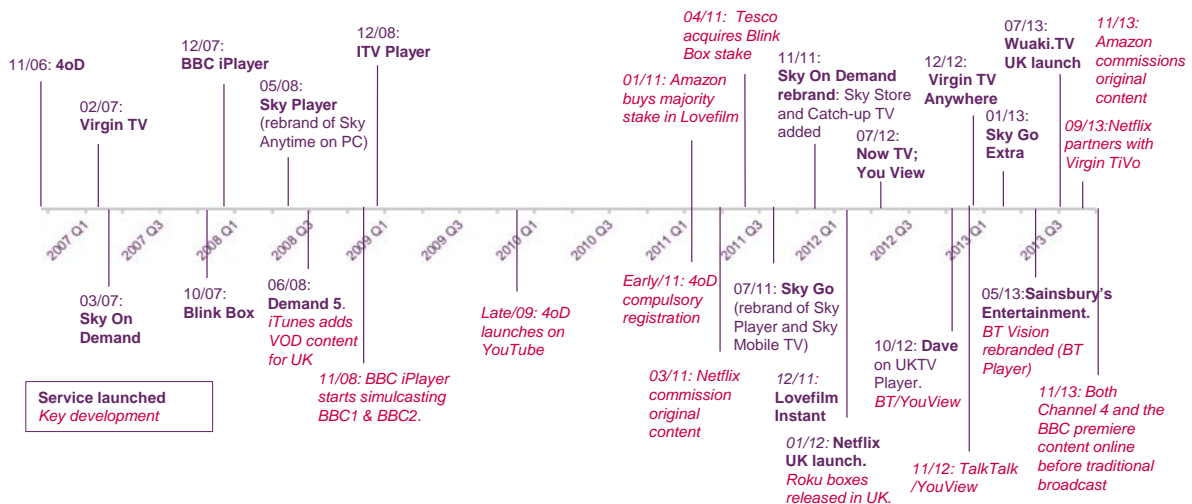 11/06: 4oD
02/07:
Virgin TV
12/07:
BBC iPlayer
05/08:
Sky Player
(rebrand of Sky
Anytime on PC)
12/08:
ITV Player
01/11: Amazon
buys majority
stake in Lovefilm
04/11: Tesco
acquires Blink
Box stake
11/11:
Sky On Demand
rebrand: Sky Store
and Catch-up TV
added
07/12:
Now TV;
You View
12/12:
Virgin TV
Anywhere
01/13:
Sky Go
Extra
07/13:
Wuaki.TV
UK launch
11/13:
Amazon
commissions
original
content
09/13:Netflix
partners with
Virgin TiVo
2007 Q1
2007 Q3
2008 Q1
2008 Q3
2009 Q1
2009 Q3
2010 Q1
2010 Q3
2011 Q1
2011 Q3
2012 Q1
2012 Q3
2013 Q1
2013 Q3
03/07:
Sky On
Demand
10/07:
Blink Box
06/08:
Demand 5.
iTunes adds
VOD content
for UK
11/08: BBC iPlayer
starts simulcasting
BBC1 & BBC2.
Late/09: 4oD
launches on
YouTube
Early/11: 4oD
compulsory
registration
03/11: Netflix
commission
original
content
07/11: Sky Go
(rebrand of Sky
Player and Sky
Mobile TV)
12/11:
Lovefilm
Instant
01/12: Netflix
UK launch.
Roku boxes
released in UK.
10/12: Dave
on UKTV
Player.
BT/YouView
11/12: TalkTalk
/YouView
05/13:Sainsbury's
Entertainment.
BT Vision
rebranded (BT
Player)
11/13: Both
Channel 4 and the
BBC premiere
content online
before traditional
broadcast
Service launched
Key development